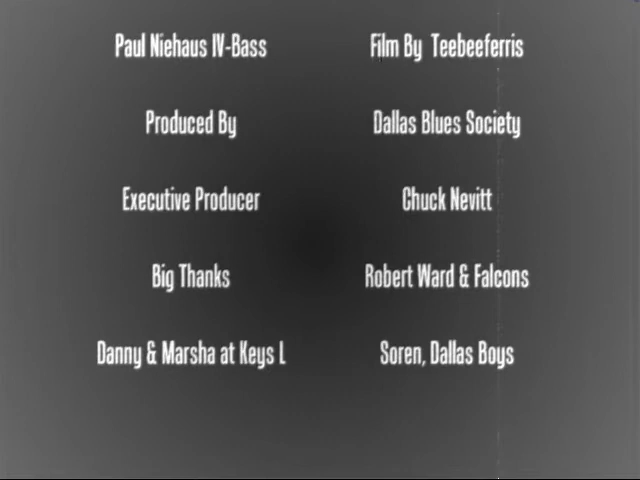 Paul Niehaus IV-Bass Film By Teebeeferris
Produced By Dallas Blues Society
Executive Producer Chuck Nevitt
Big Thanks Robert Ward & Falcons
Danny & Marsha at Keys L Soren, Dallas Boys